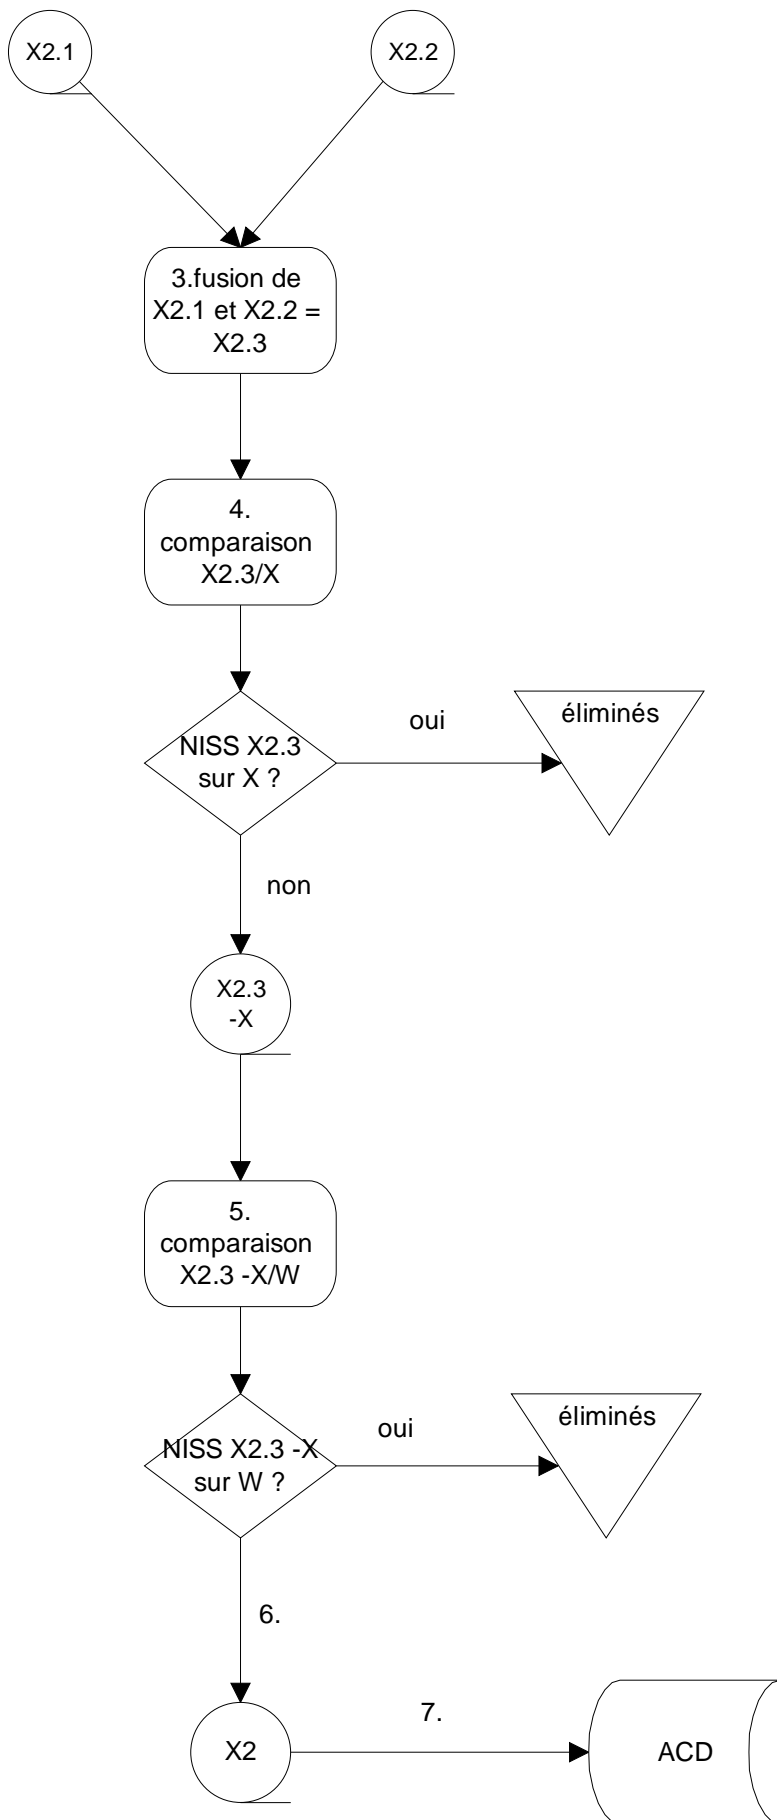 X2.1
X2.2
3.fusion de
X2.1 et X2.2 =
X2.3
4.
comparaison
X2.3/X
NISS X2.3
sur X ?
oui
éliminés
non
X2.3
-X
5.
comparaison
X2.3 -X/W
NISS X2.3 -X
sur W ?
oui
éliminés
6.
X2
7.
ACD